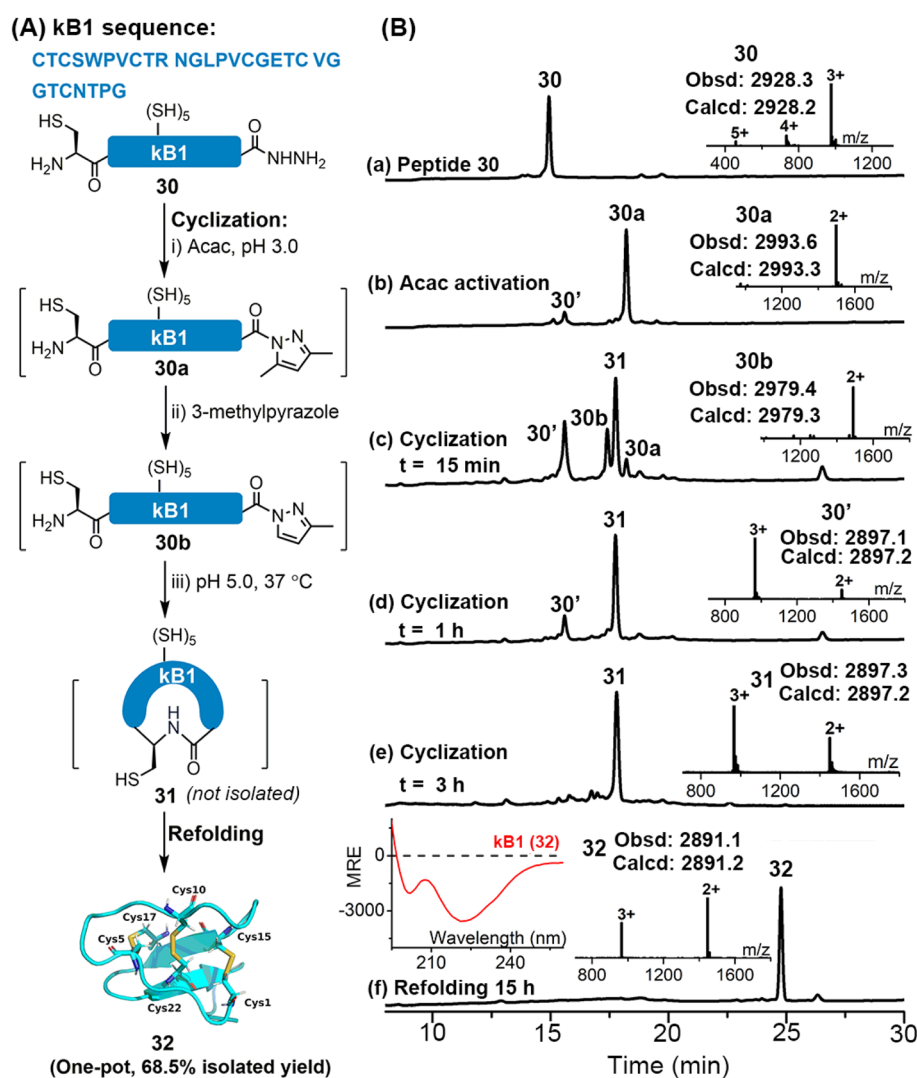 (A) kB1 sequence:
CTCSWPVCTR NGLPVCGETC VG
GTCNTPG
HS
(SH)5
H2N
O
kB1
O
NHNH2
30
Cyclization:
i) Acac, pH 3.0
HS
(SH)5
H2N
O
kB1
O
N
N
30a
ii) 3-methylpyrazole
HS
(SH)5
H2N
O
kB1
O
N
N
30b
iii) pH 5.0, 37 °C
(SH)5
kB1
H
N
HS
O
31 (not isolated)
Refolding
Cys10
Cys17
Cys5
Cys15
Cys22
Cys1
32
(One-pot, 68.5% isolated yield)
(B)
30
30
Obsd: 2928.3
Calcd: 2928.2
3+
4+
5+
m/z
400 800 1200
(a) Peptide 30
30a
30a
Obsd: 2993.6
Calcd: 2993.3
2+
m/z
1200 1600
(b) Acac activation
30’
31
30b
Obsd: 2979.4
Calcd: 2979.3
2+
m/z
1200 1600
30’
30b
30a
(c) Cyclization
t = 15 min
31
30’
Obsd: 2897.1
Calcd: 2897.2
3+
2+
m/z
800 1200 1600
(d) Cyclization
t = 1 h
30’
31
31
Obsd: 2897.3
Calcd: 2897.2
3+
2+
m/z
800 1200 1600
(e) Cyclization
t = 3 h
MRE
0
-3000
kB1 (32)
Wavelength (nm)
210 240
32
Obsd: 2891.1
Calcd: 2891.2
3+
2+
m/z
800 1200 1600
32
(f) Refolding 15 h
10 15 20 25 30
Time (min)